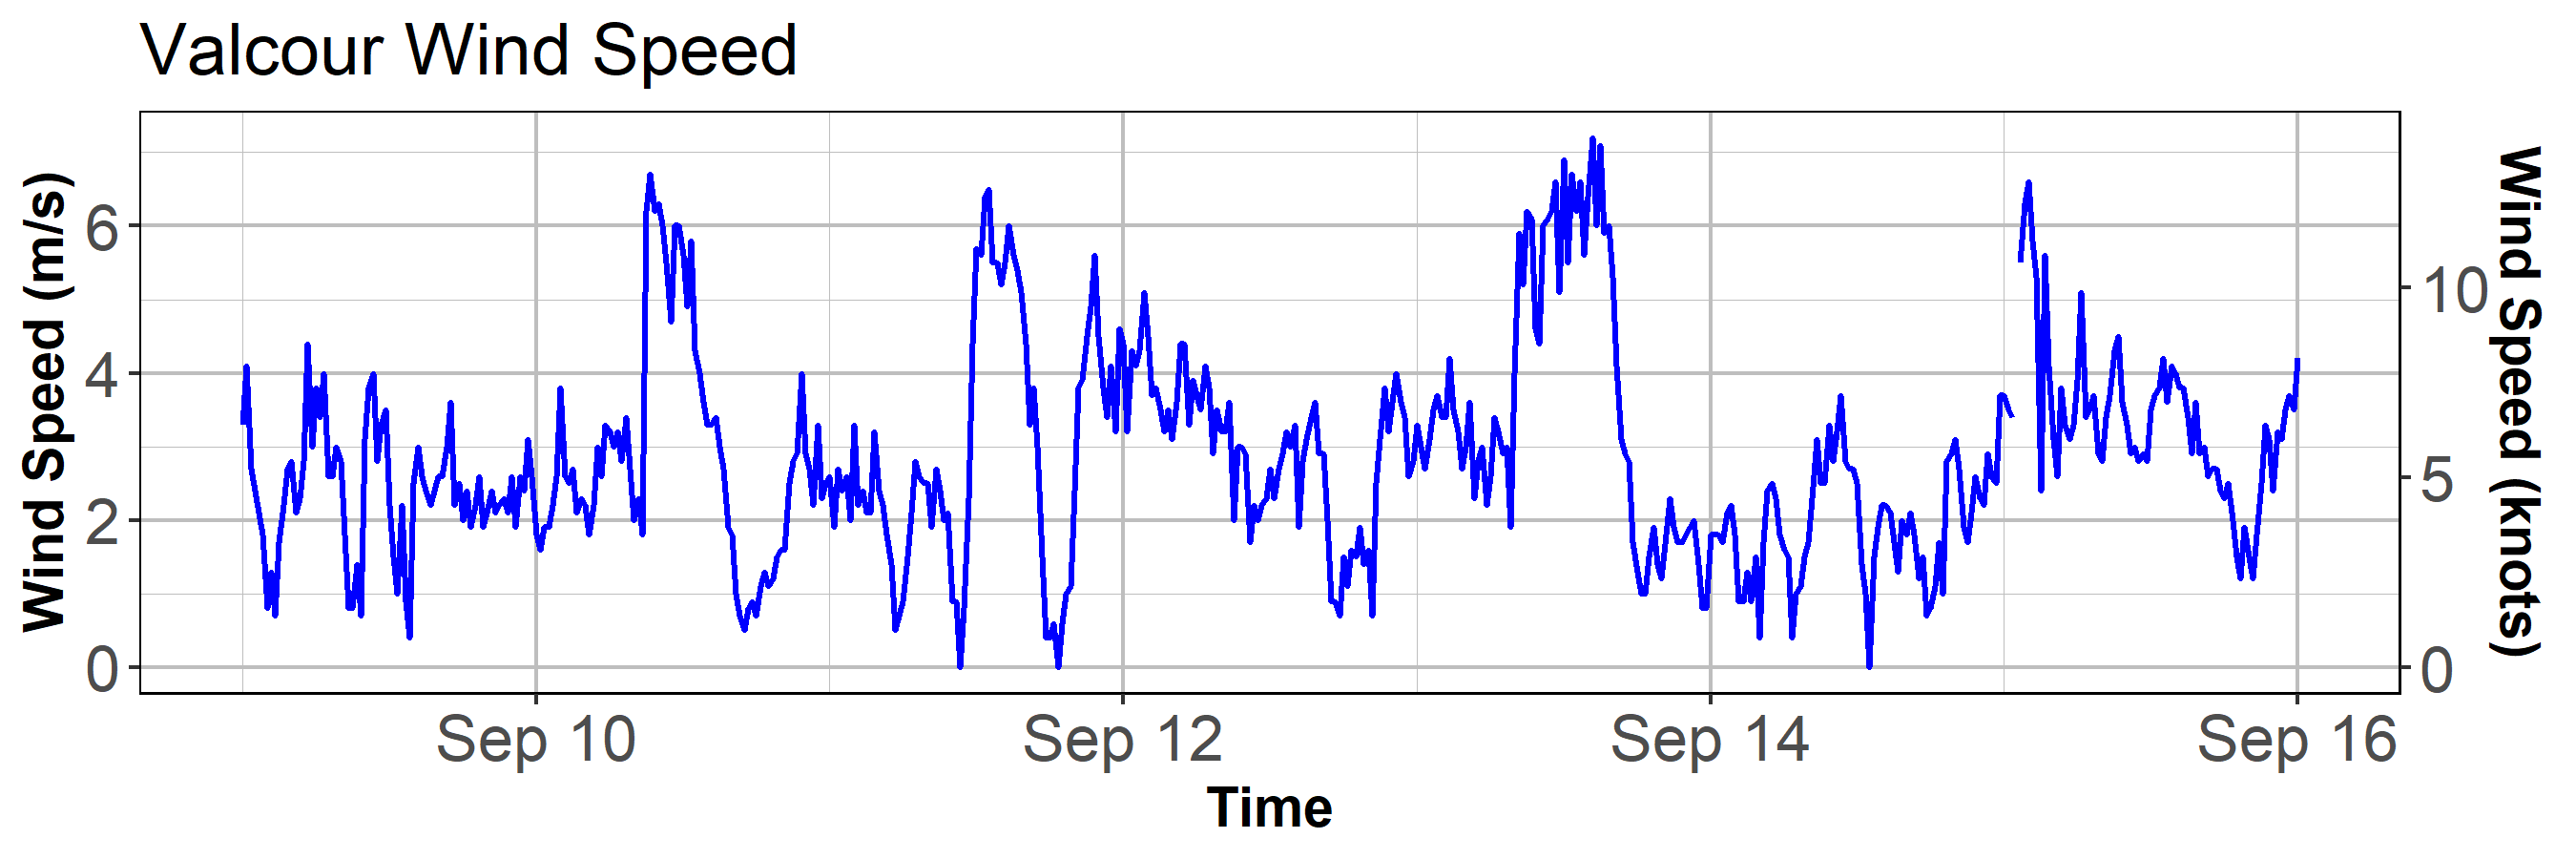 Valcour Wind Speed
Wind Speed (m/s)
6
4
2
0
Wind Speed (knots)
10
5
0
Sep 10
Sep 12
Sep 14
Sep 16
Time